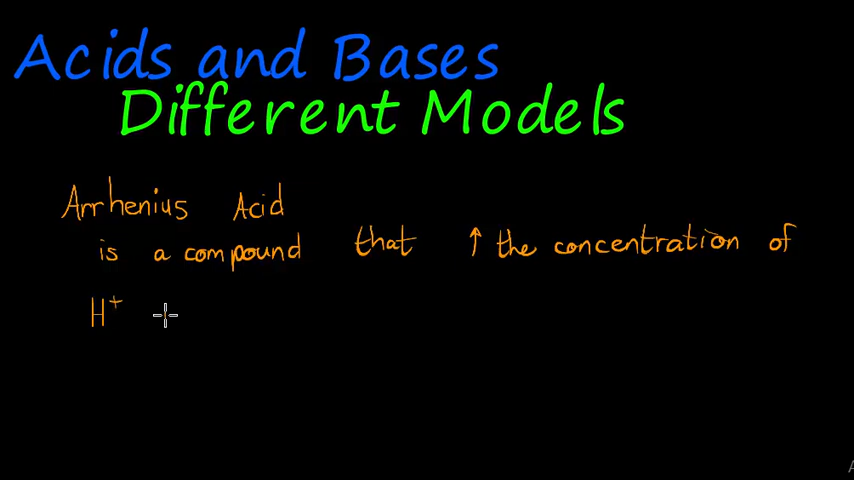 Acids and Bases
Different Models
Arrhenius Acid
is a compound that ↑ the concentration of
H⁺